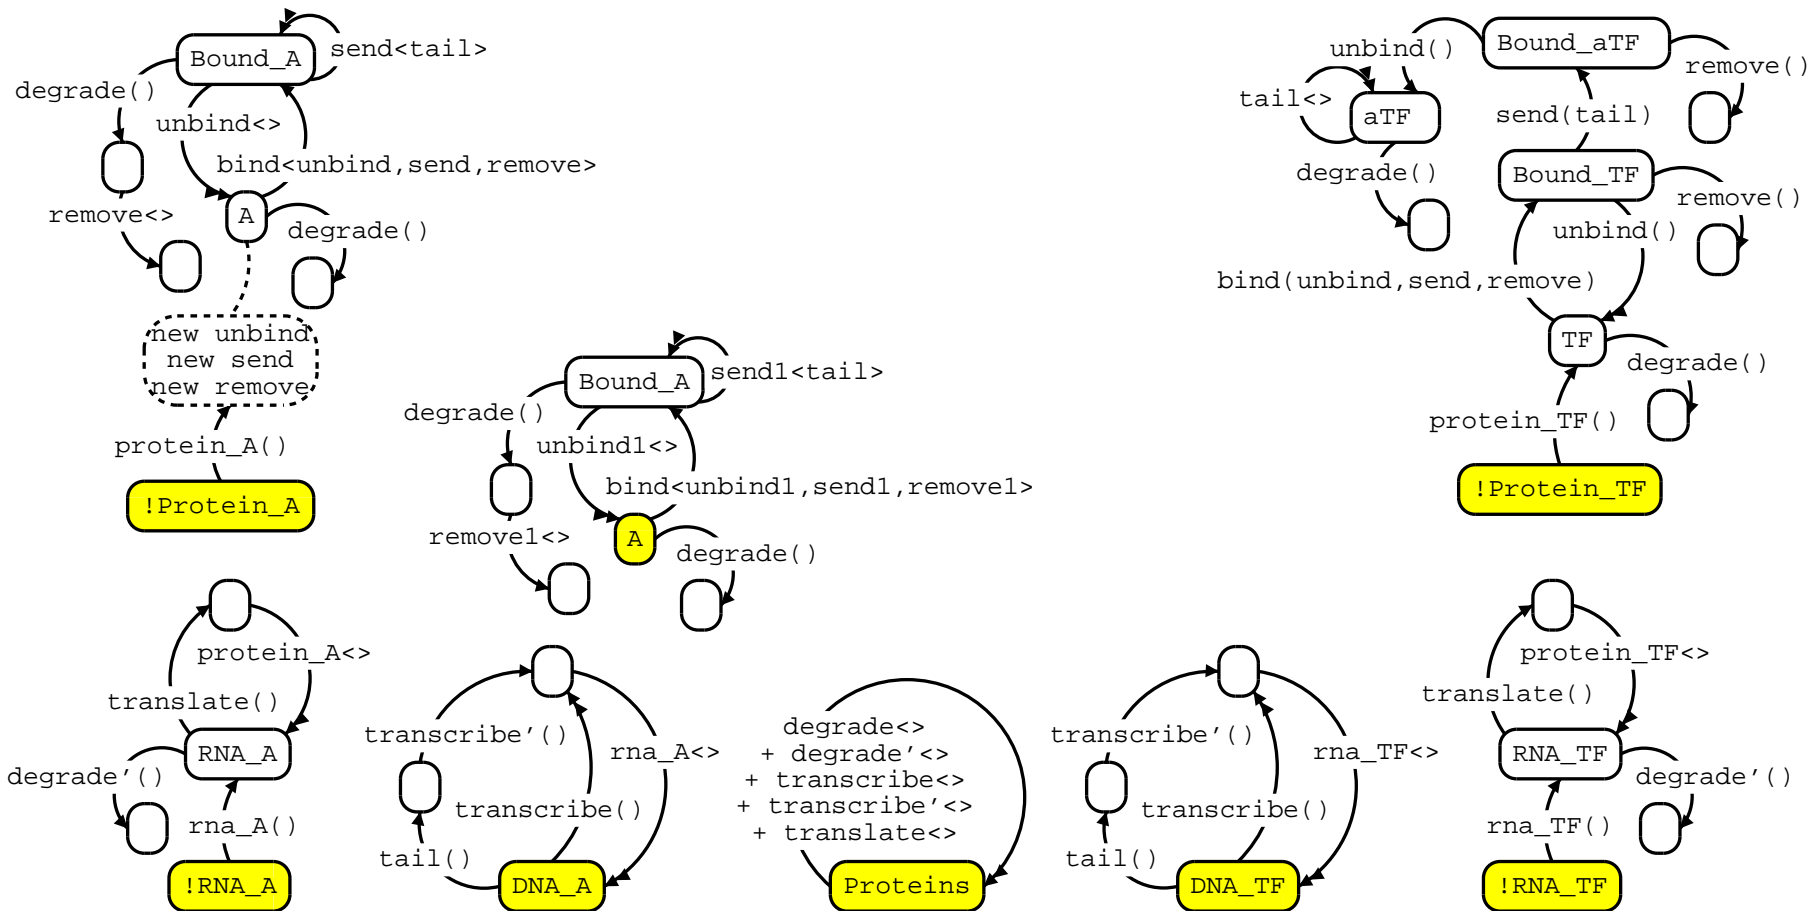 Bound_A
send<tail>
degrade()
unbind<>
bind<unbind,send,remove>
remove<>
A
degrade()
new unbind
new send
new remove
protein_A()
!Protein_A
Bound_A
send1<tail>
degrade()
unbind1<>
bind<unbind1,send1,remove1>
remove1<>
A
degrade()
unbind()
Bound_aTF
remove()
tail<>
aTF
send(tail)
degrade()
Bound_TF
remove()
unbind()
bind(unbind,send,remove)
TF
degrade()
protein_TF()
!Protein_TF
protein_A<>
translate()
RNA_A
degrade'()
rna_A()
!RNA_A
transcribe'()
rna_A<>
transcribe()
tail()
DNA_A
degrade<>
+ degrade'<>
+ transcribe<>
+ transcribe'<>
+ translate<>
Proteins
transcribe'()
rna_TF<>
transcribe()
tail()
DNA_TF
protein_TF<>
translate()
RNA_TF
degrade'()
rna_TF()
!RNA_TF